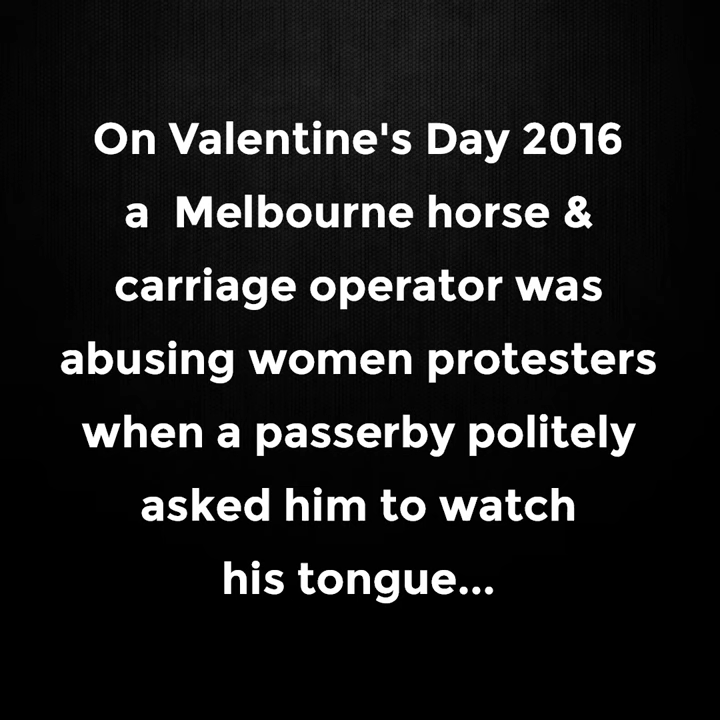 On Valentine's Day 2016
a  Melbourne horse &
carriage operator was
abusing women protesters
when a passerby politely
asked him to watch
his tongue...